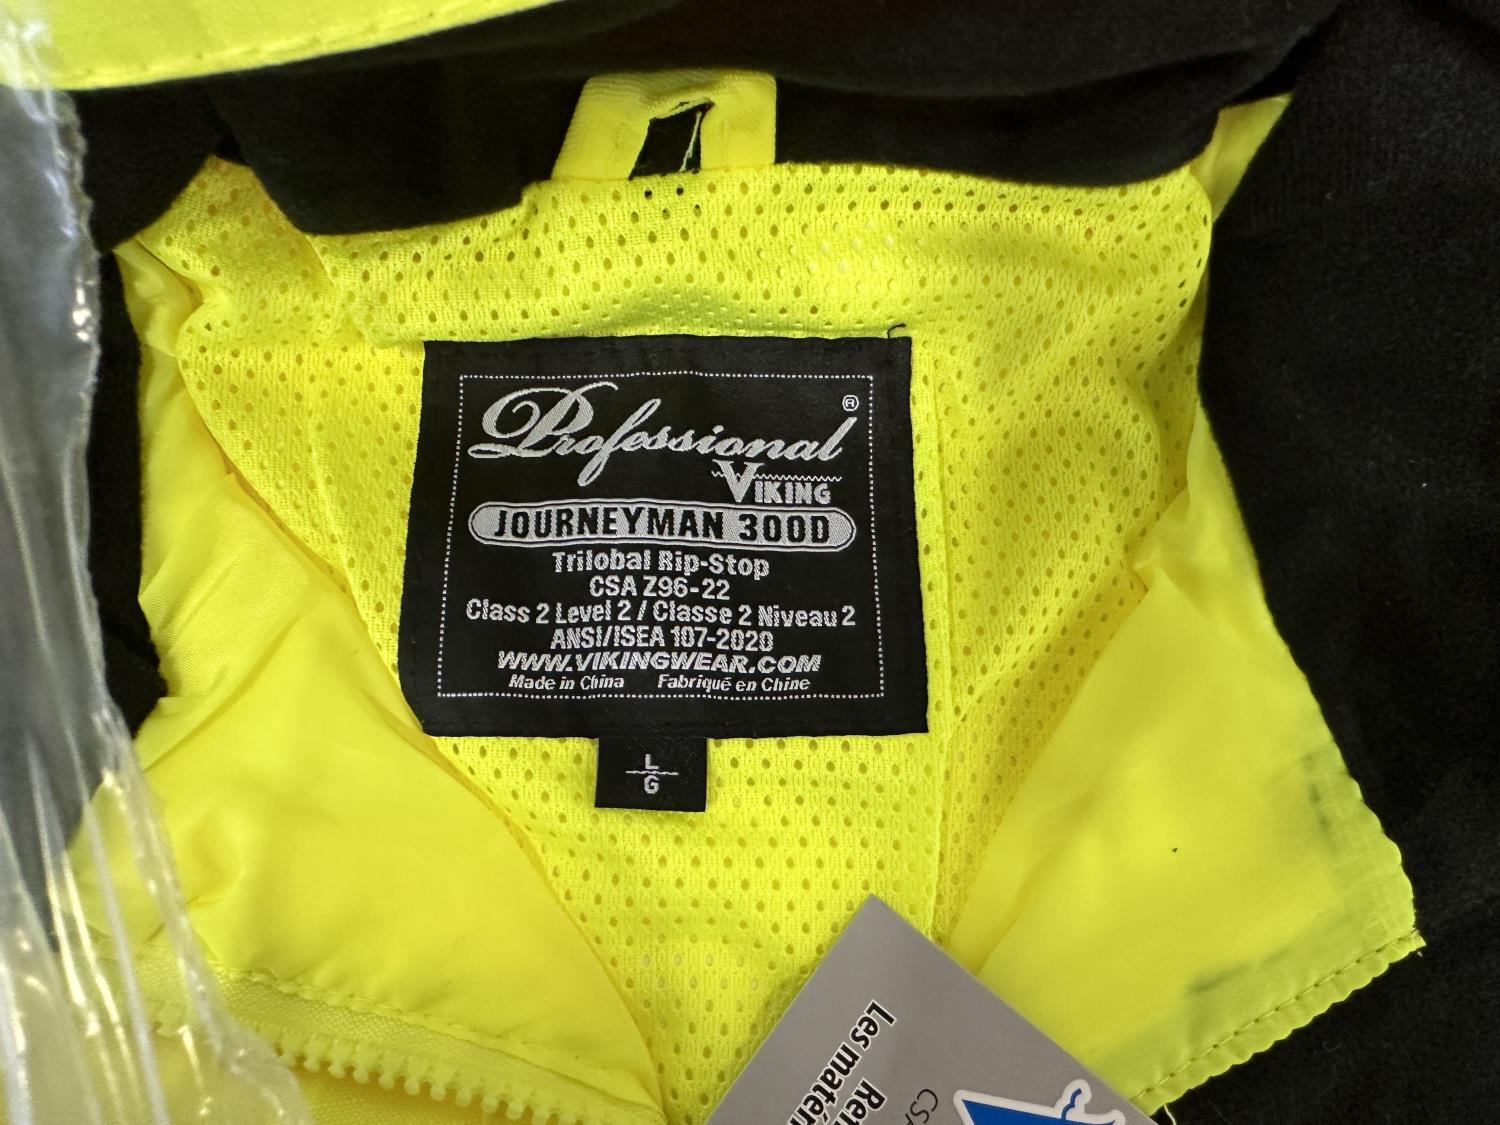 Professional®
VIKING
JOURNEYMAN 300D
Trilobal Rip-Stop
CSA Z96-22
Class 2 Level 2 / Classe 2 Niveau 2
ANSI/ISEA 107-2020
WWW.VIKINGWEAR.COM
Made in China Fabriqué en Chine
L
G
Les
CSA